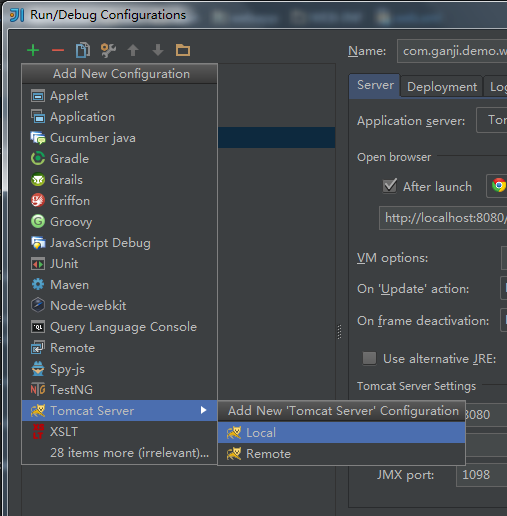 Run/Debug Configurations
Name: com.ganji.demo.w
Add New Configuration
Applet
Application
Cucumber java
Gradle
Grails
Griffon
Groovy
JavaScript Debug
JUnit
Maven
Node-webkit
Query Language Console
Remote
Spy-js
TestNG
Tomcat Server
XSLT
28 items more (irrelevant)...
Add New 'Tomcat Server' Configuration
Local
Remote
Server Deployment Lo
Application server: Tor
Open browser
After launch
http://localhost:8080/
VM options:
On 'Update' action:
On frame deactivation:
Use alternative JRE:
Tomcat Server Settings
8080
JMX port: 1098